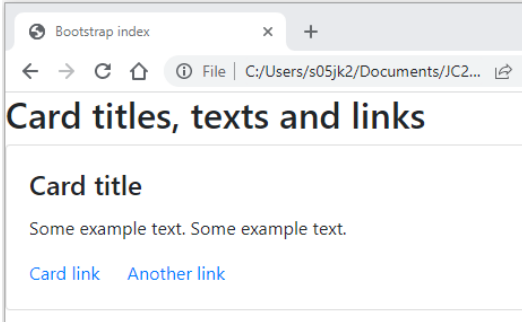 Bootstrap index
File | C:/Users/s05jk2/Documents/JC2...
Card titles, texts and links
Card title
Some example text. Some example text.
Card link Another link